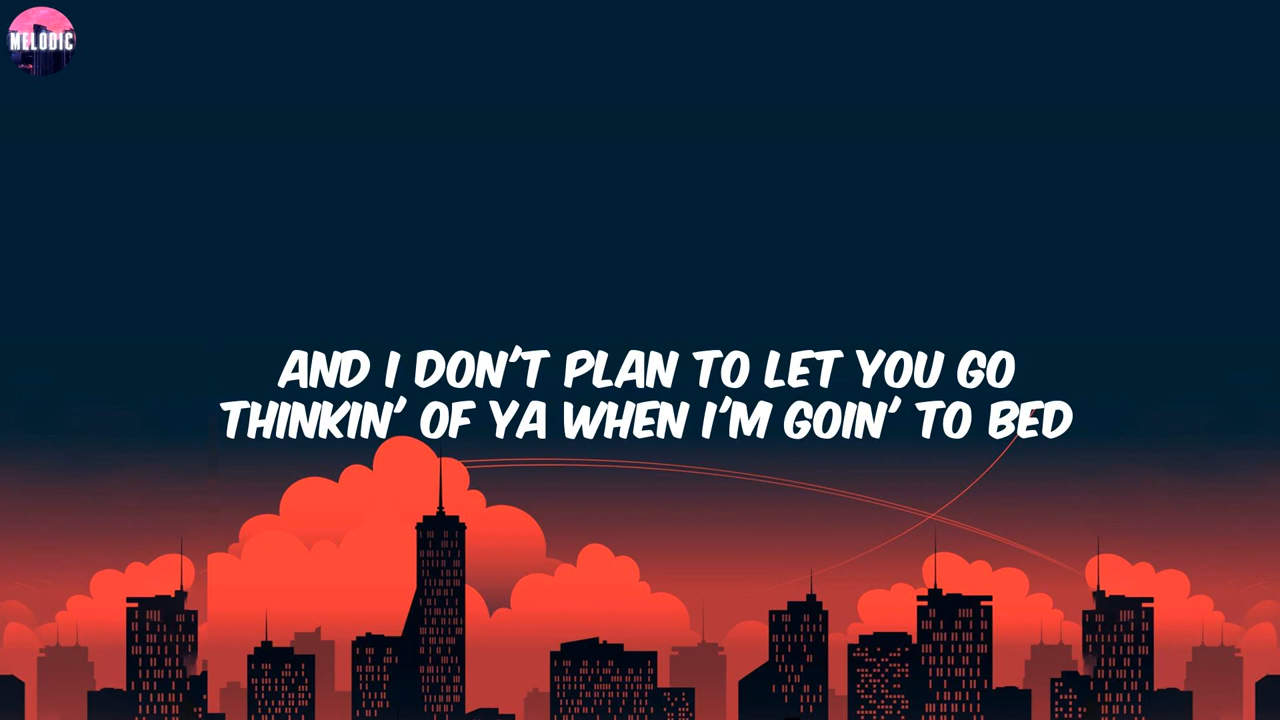 MELODIC
AND I DON'T PLAN TO LET YOU GO
THINKIN' OF YA WHEN I'M GOIN' TO BED